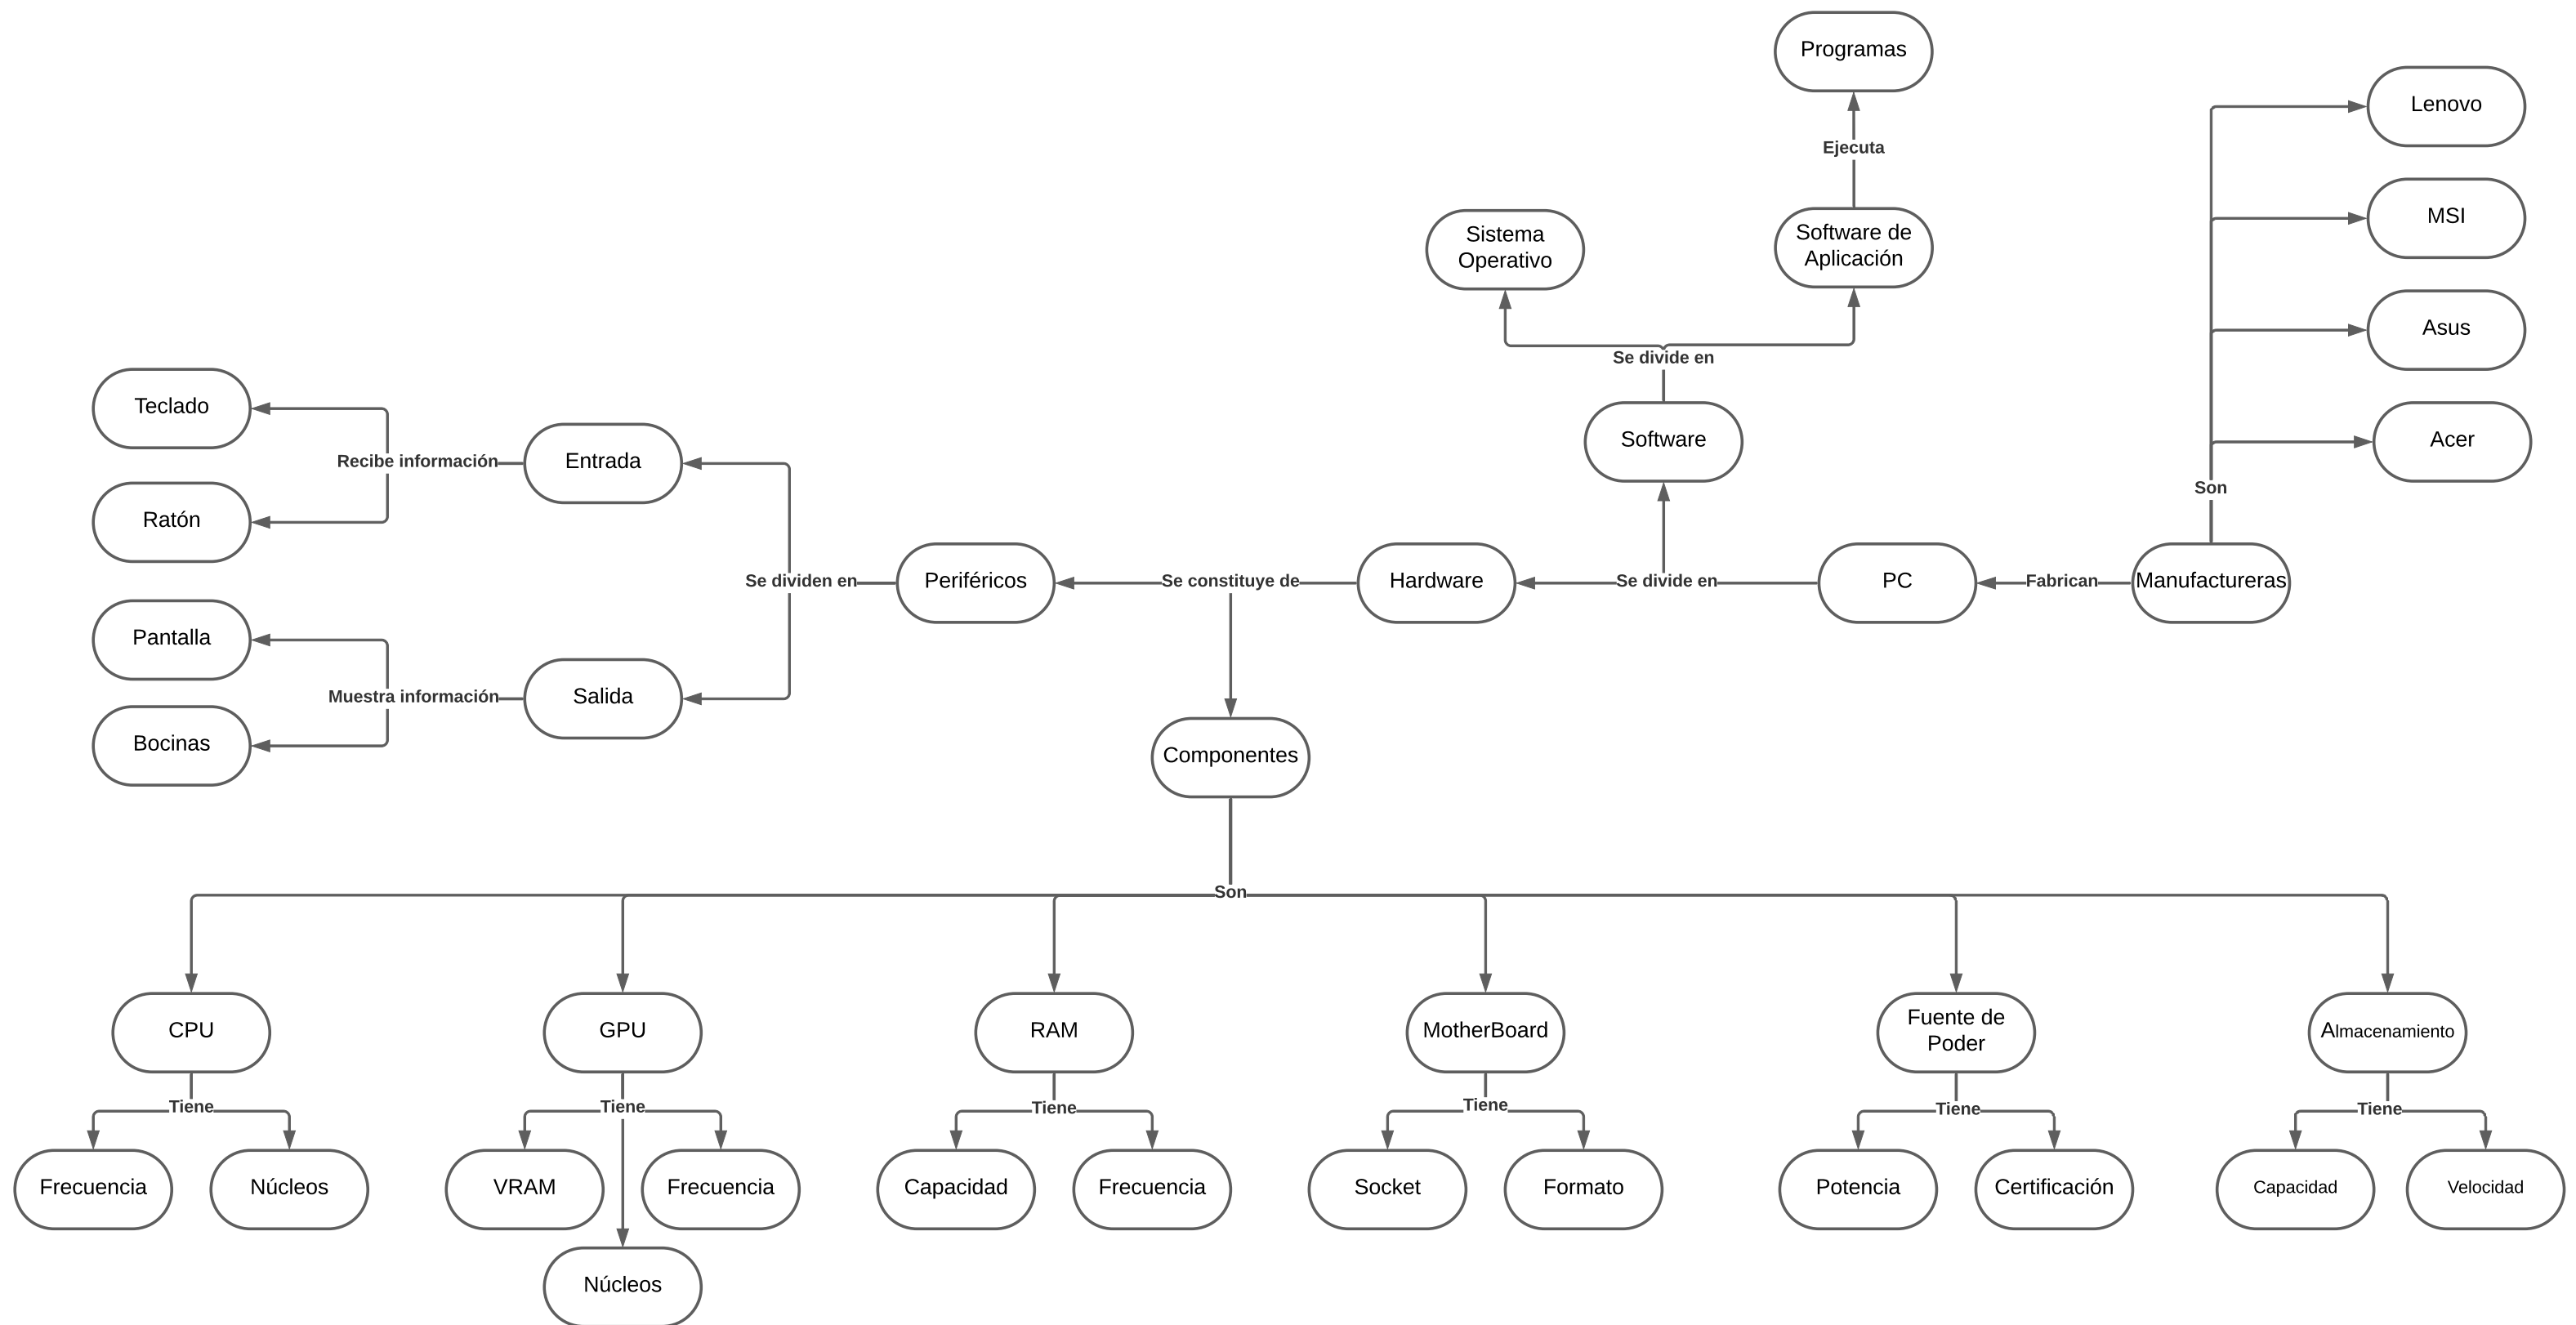 Programas
Lenovo
Ejecuta
MSI
Sistema
Operativo
Software de
Aplicación
Asus
Se divide en
Teclado
Software
Acer
Recibe información
Entrada
Son
Ratón
Se dividen en
Periféricos
Se constituye de
Hardware
Se divide en
PC
Fabrican
Manufactureras
Pantalla
Muestra información
Salida
Bocinas
Componentes
Son
CPU
GPU
RAM
MotherBoard
Fuente de
Poder
Almacenamiento
Tiene
Tiene
Tiene
Tiene
Tiene
Tiene
Frecuencia
Núcleos
VRAM
Frecuencia
Capacidad
Frecuencia
Socket
Formato
Potencia
Certificación
Capacidad
Velocidad
Núcleos